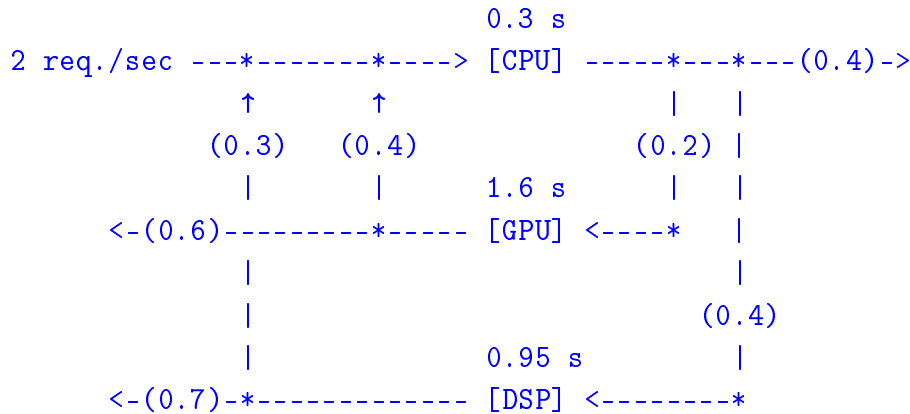 0.3 s
2 req./sec ---*-------*----> [CPU] -----*---*---(0.4)->
              ↑       ↑                 |   |
            (0.3)   (0.4)             (0.2) |
              |       |      1.6 s      |   |
      <-(0.6)---------*----- [GPU] <----*   |
              |                             |
              |                           (0.4)
              |              0.95 s         |
      <-(0.7)-*------------- [DSP] <--------*